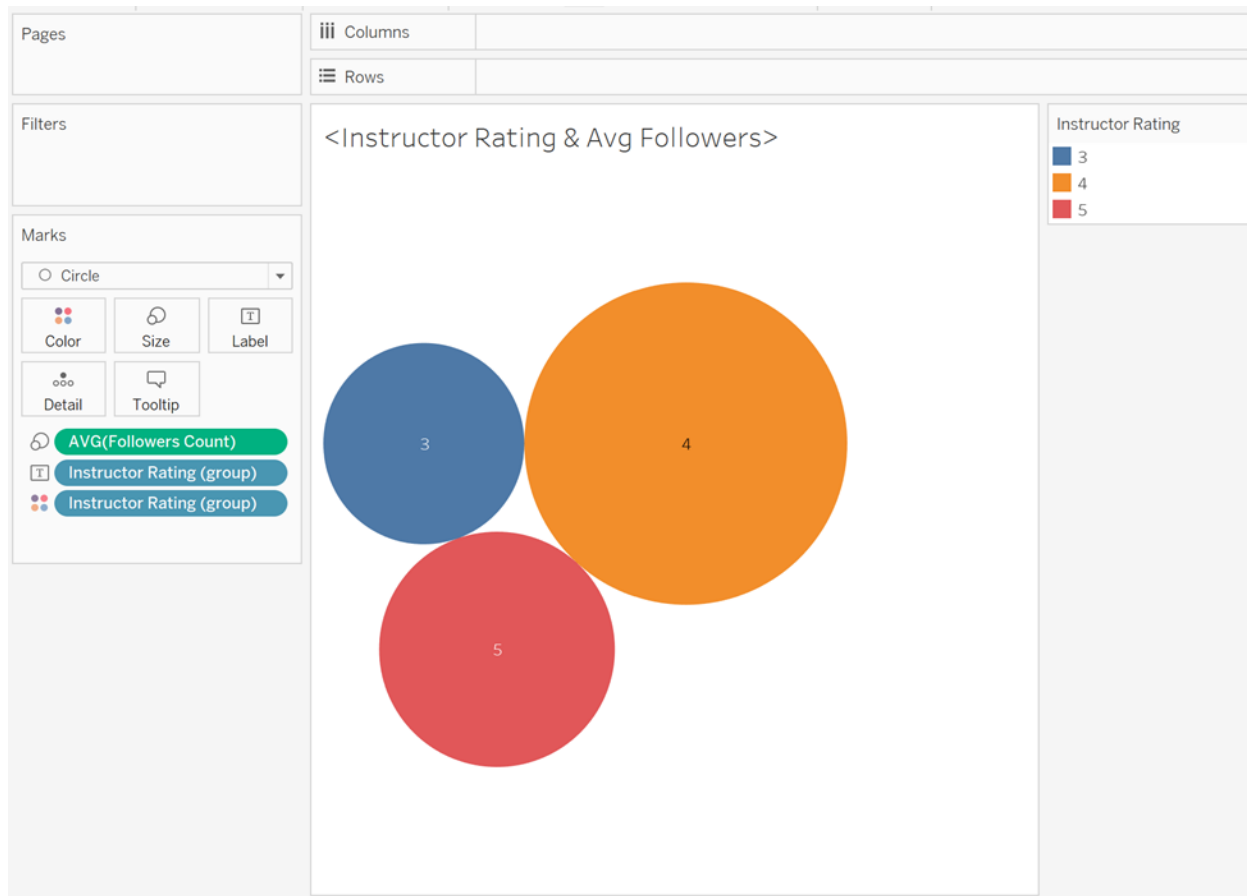 Pages
Columns
Rows
Filters
<Instructor Rating & Avg Followers>
Instructor Rating
3
4
5
Marks
Circle
Color
Size
Label
Detail
Tooltip
AVG(Followers Count)
Instructor Rating (group)
Instructor Rating (group)
3
4
5